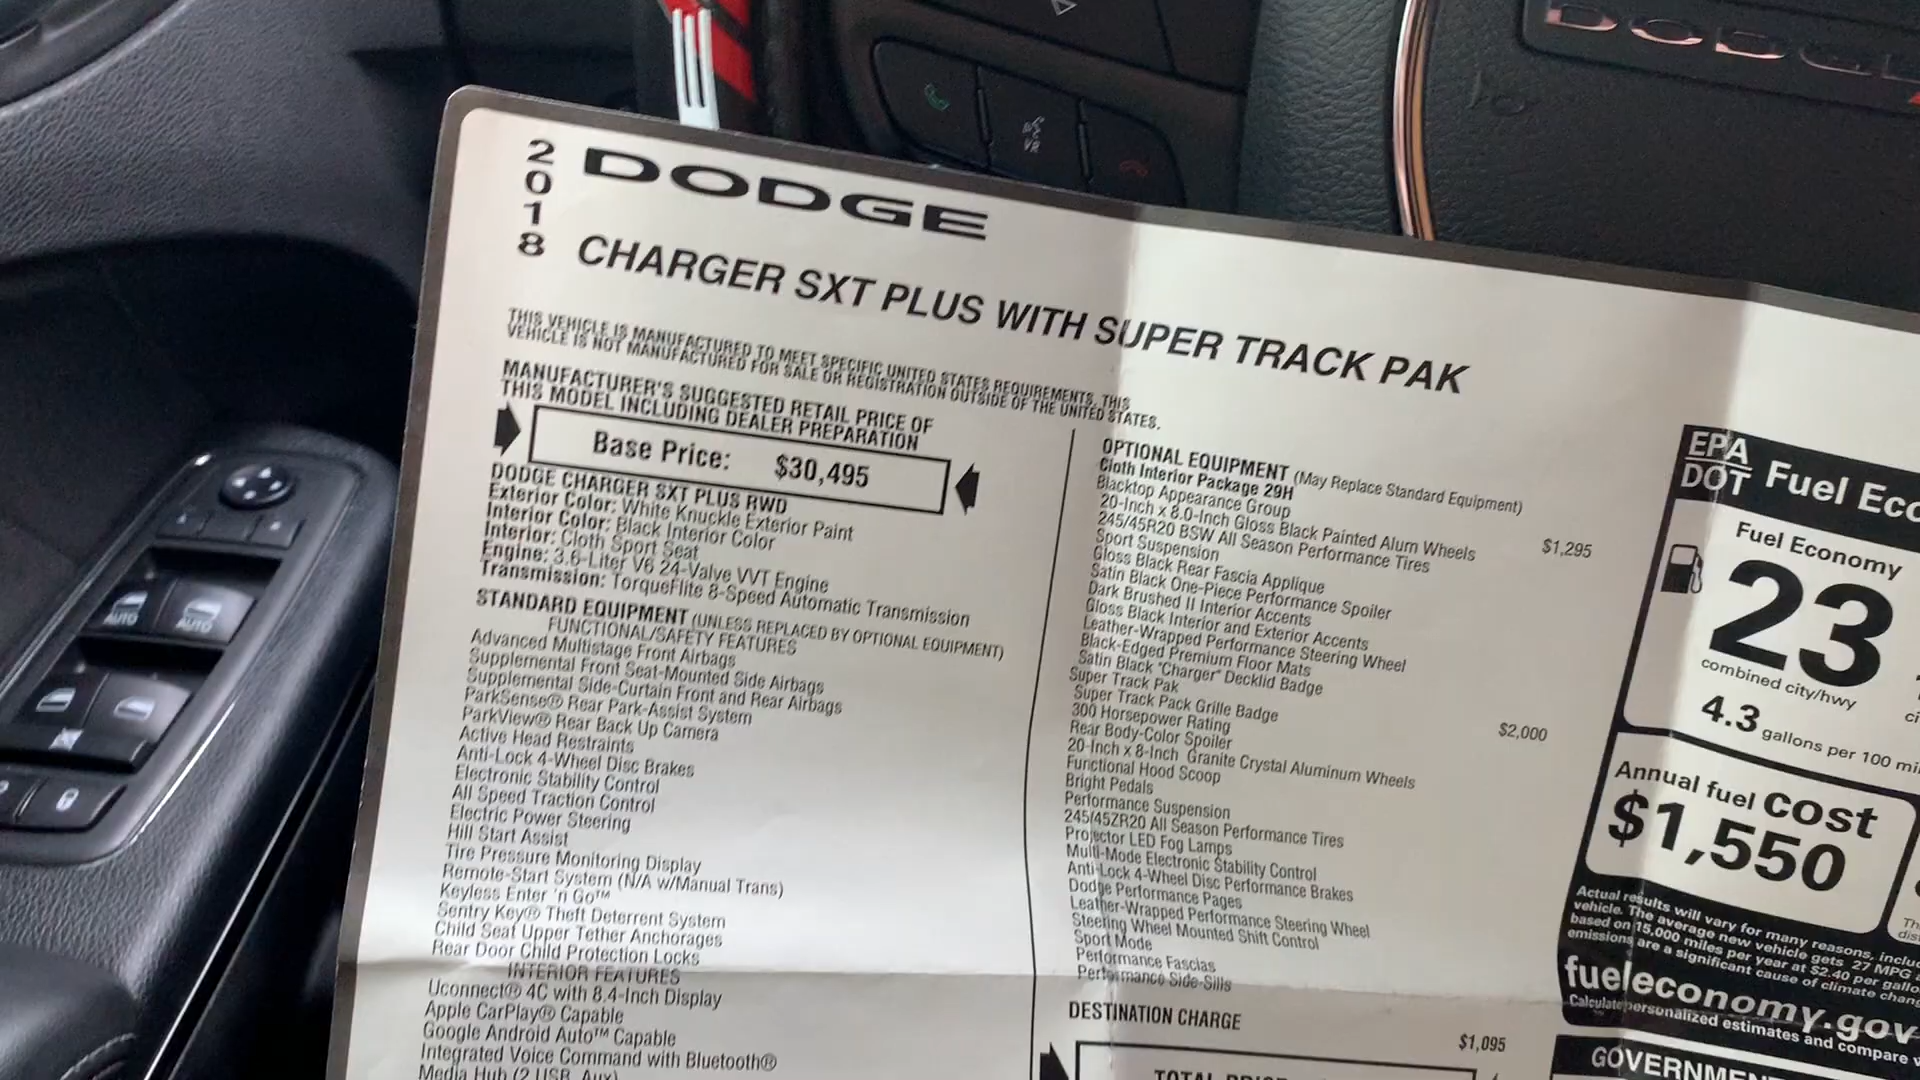 DODGE
AUTO
AUTO
2018
DODGE
CHARGER SXT PLUS WITH SUPER TRACK PAK
THIS VEHICLE IS MANUFACTURED TO MEET SPECIFIC UNITED STATES REQUIREMENTS. THIS
VEHICLE IS NOT MANUFACTURED FOR SALE OR REGISTRATION OUTSIDE OF THE UNITED STATES.
MANUFACTURER'S SUGGESTED RETAIL PRICE OF
THIS MODEL INCLUDING DEALER PREPARATION
Base Price: $30,495
DODGE CHARGER SXT PLUS RWD
Exterior Color: White Knuckle Exterior Paint
Interior Color: Black Interior Color
Interior: Cloth Sport Seat
Engine: 3.6-Liter V6 24-Valve VVT Engine
Transmission: TorqueFlite 8-Speed Automatic Transmission
STANDARD EQUIPMENT (UNLESS REPLACED BY OPTIONAL EQUIPMENT)
FUNCTIONAL/SAFETY FEATURES
Advanced Multistage Front Airbags
Supplemental Front Seat-Mounted Side Airbags
Supplemental Side-Curtain Front and Rear Airbags
ParkSense® Rear Park-Assist System
ParkView® Rear Back Up Camera
Active Head Restraints
Anti-Lock 4-Wheel Disc Brakes
Electronic Stability Control
All Speed Traction Control
Electric Power Steering
Hill Start Assist
Tire Pressure Monitoring Display
Remote-Start System (N/A w/Manual Trans)
Keyless Enter 'n Go™
Sentry Key® Theft Deterrent System
Child Seat Upper Tether Anchorages
Rear Door Child Protection Locks
INTERIOR FEATURES
Uconnect® 4C with 8.4-Inch Display
Apple CarPlay® Capable
Google Android Auto™ Capable
Integrated Voice Command with Bluetooth®
Media Hub (2 USB, Aux)
OPTIONAL EQUIPMENT (May Replace Standard Equipment)
Cloth Interior Package 29H
Blacktop Appearance Group $1,295
20-Inch x 8.0-Inch Gloss Black Painted Alum Wheels
245/45R20 BSW All Season Performance Tires
Sport Suspension
Gloss Black Rear Fascia Applique
Satin Black One-Piece Performance Spoiler
Dark Brushed II Interior Accents
Gloss Black Interior and Exterior Accents
Leather-Wrapped Performance Steering Wheel
Black-Edged Premium Floor Mats
Satin Black "Charger" Decklid Badge
Super Track Pak $2,000
Super Track Pack Grille Badge
300 Horsepower Rating
Rear Body-Color Spoiler
20-Inch x 8-Inch Granite Crystal Aluminum Wheels
Functional Hood Scoop
Bright Pedals
Performance Suspension
245/45ZR20 All Season Performance Tires
Projector LED Fog Lamps
Multi-Mode Electronic Stability Control
Anti-Lock 4-Wheel Disc Performance Brakes
Dodge Performance Pages
Leather-Wrapped Performance Steering Wheel
Steering Wheel Mounted Shift Control
Sport Mode
Performance Fascias
Performance Side-Sills
DESTINATION CHARGE $1,095
TOTAL
EPA
DOT
Fuel Eco
Fuel Economy
23
combined city/hwy
4.3 gallons per 100 mi
Annual fuel cost
$1,550
Actual results will vary for many reasons, inclu
vehicle. The average new vehicle gets 27 MPG a
based on 15,000 miles per year at $2.40 per gallo
emissions are a significant cause of climate chan
fueleconomy.gov
Calculate personalized estimates and compare v
GOVERNMEN